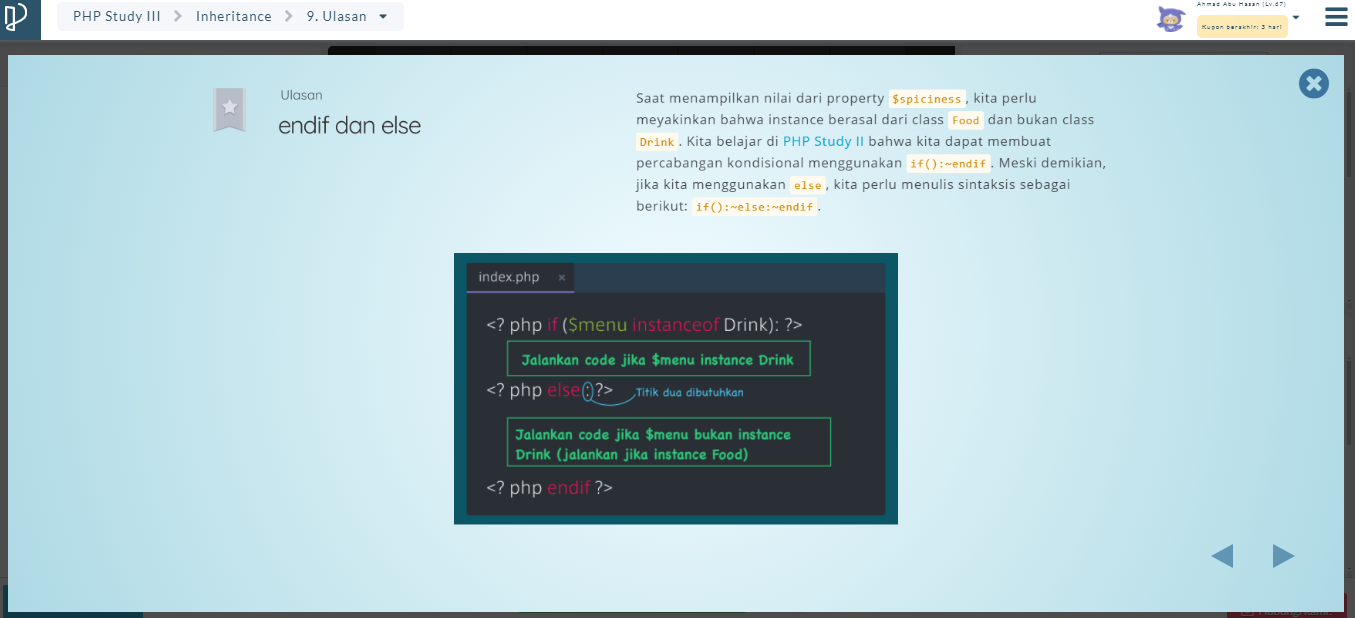 PHP Study III
Inheritance
9. Ulasan
Ahmad Abu Hasan (Lv.67)
Kupon berakhir: 3 hari
Ulasan
endif dan else
Saat menampilkan nilai dari property $spiciness, kita perlu
meyakinkan bahwa instance berasal dari class Food dan bukan class
Drink. Kita belajar di PHP Study II bahwa kita dapat membuat
percabangan kondisional menggunakan if():~endif. Meski demikian,
jika kita menggunakan else, kita perlu menulis sintaksis sebagai
berikut: if():~else:~endif.
index.php ×
<? php if ($menu instanceof Drink): ?>
Jalankan code jika $menu instance Drink
<? php else: ?>
Titik dua dibutuhkan
Jalankan code jika $menu bukan instance
Drink (jalankan jika instance Food)
<? php endif ?>